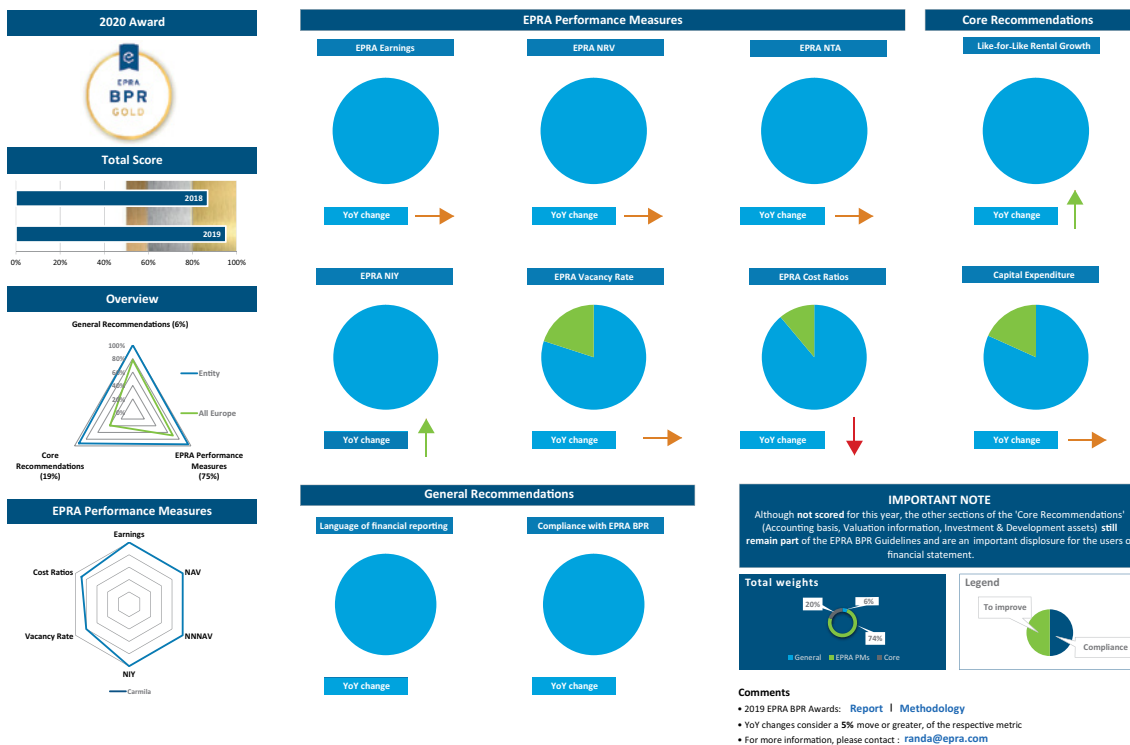 2020 Award
EPRA
BPR
GOLD
Total Score
2018
2019
0% 20% 40% 60% 80% 100%
Overview
General Recommendations (6%)
100%
80%
60%
40%
20%
0%
Entity
All Europe
Core
Recommendations
(19%)
EPRA Performance
Measures
(75%)
EPRA Performance Measures
Earnings
Cost Ratios
NAV
Vacancy Rate
NNNAV
NIY
Carmila
EPRA Performance Measures
EPRA Earnings
EPRA NRV
EPRA NTA
YoY change
YoY change
YoY change
EPRA NIY
EPRA Vacancy Rate
EPRA Cost Ratios
YoY change
YoY change
YoY change
Core Recommendations
Like-for-Like Rental Growth
YoY change
Capital Expenditure
YoY change
General Recommendations
Language of financial reporting
Compliance with EPRA BPR
YoY change
YoY change
IMPORTANT NOTE
Although not scored for this year, the other sections of the 'Core Recommendations'
(Accounting basis, Valuation information, Investment & Development assets) still
remain part of the EPRA BPR Guidelines and are an important displosure for the users o
financial statement.
Total weights
20%
6%
74%
General EPRA PMs Core
Legend
To improve
Compliance
Comments
• 2019 EPRA BPR Awards: Report | Methodology
• YoY changes consider a 5% move or greater, of the respective metric
• For more information, please contact : randa@epra.com